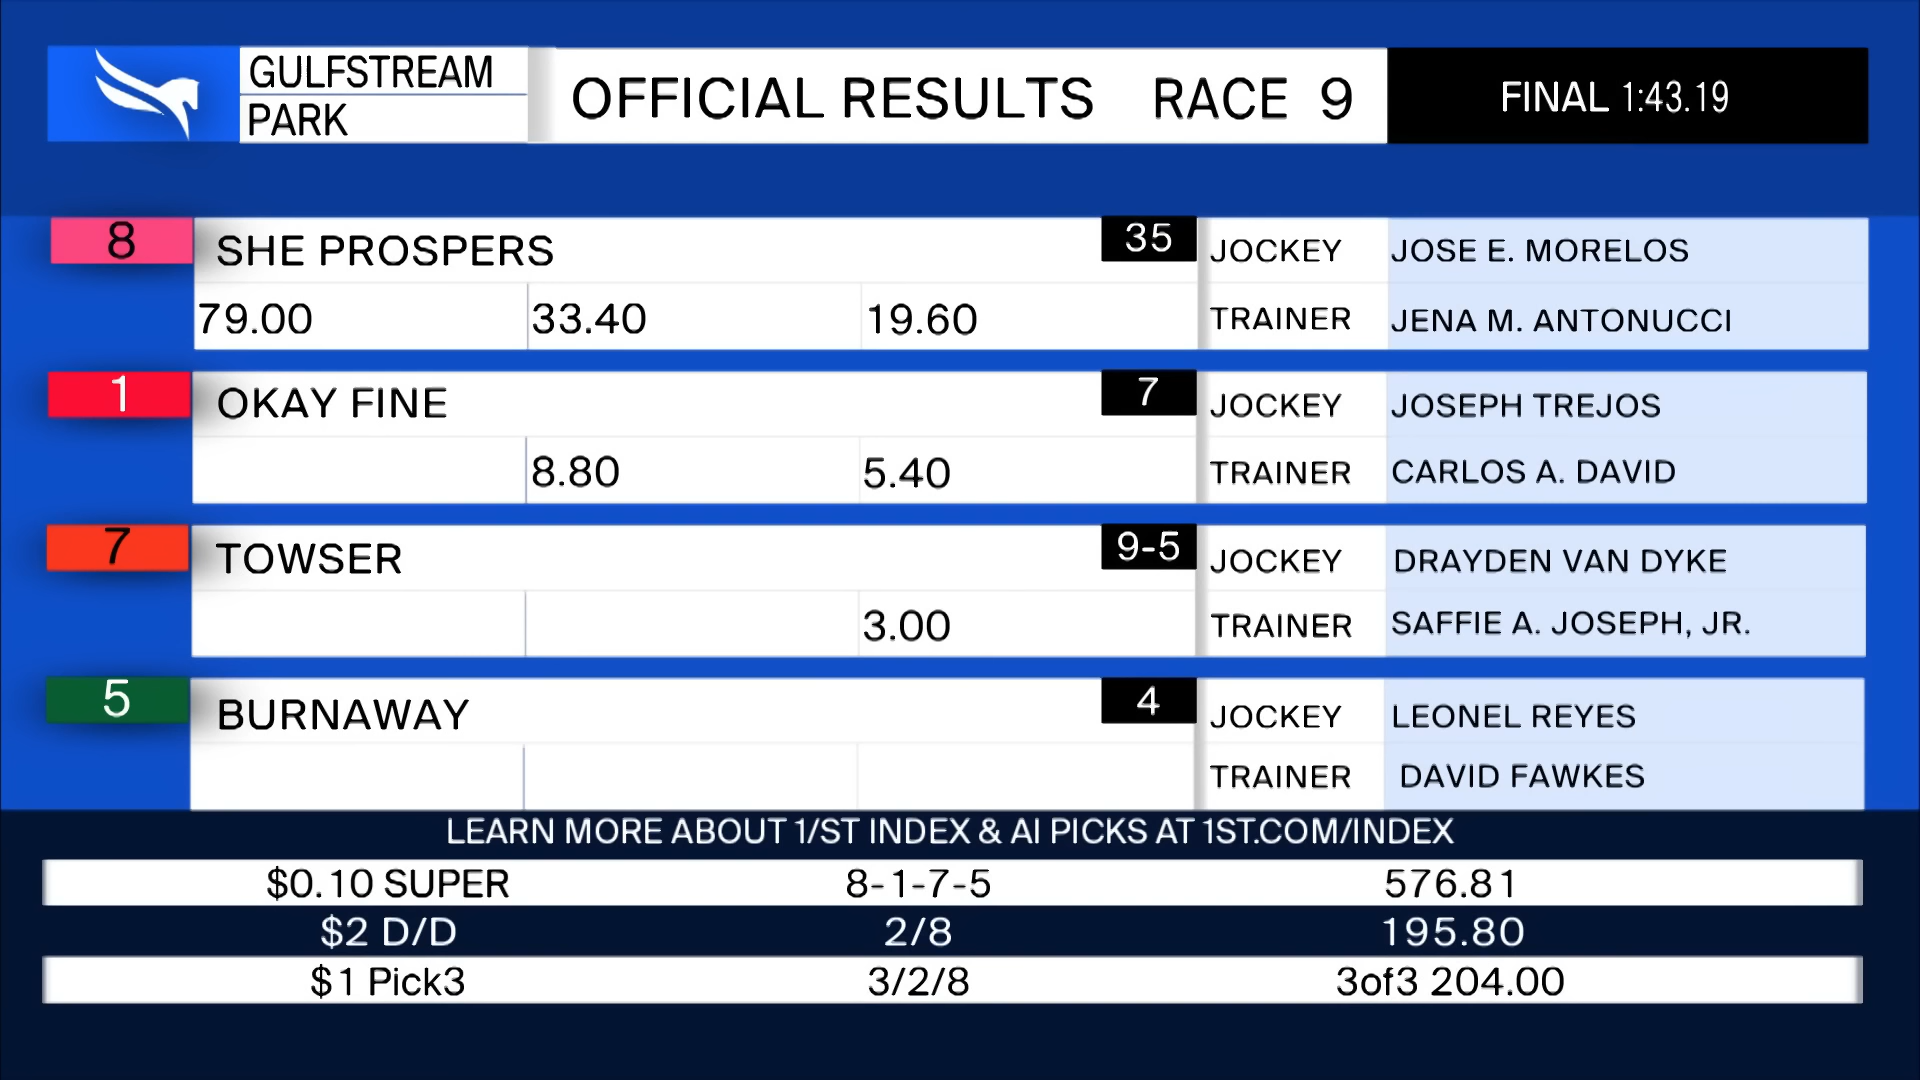 GULFSTREAM
PARK
OFFICIAL RESULTS RACE 9
FINAL 1:43.19
8 SHE PROSPERS 35 JOCKEY JOSE E. MORELOS
79.00 33.40 19.60 TRAINER JENA M. ANTONUCCI
1 OKAY FINE 7 JOCKEY JOSEPH TREJOS
8.80 5.40 TRAINER CARLOS A. DAVID
7 TOWSER 9-5 JOCKEY DRAYDEN VAN DYKE
3.00 TRAINER SAFFIE A. JOSEPH, JR.
5 BURNAWAY 4 JOCKEY LEONEL REYES
TRAINER DAVID FAWKES
LEARN MORE ABOUT 1/ST INDEX & AI PICKS AT 1ST.COM/INDEX
$0.10 SUPER 8-1-7-5 576.81
$2 D/D 2/8 195.80
$1 Pick3 3/2/8 3of3 204.00